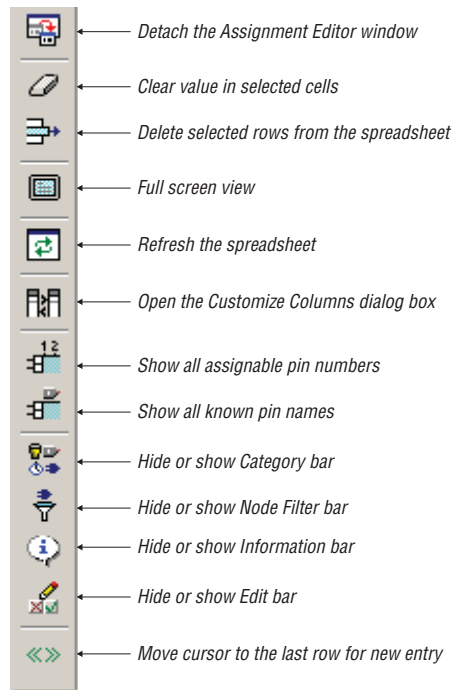 Detach the Assignment Editor window
Clear value in selected cells
Delete selected rows from the spreadsheet
Full screen view
Refresh the spreadsheet
Open the Customize Columns dialog box
1 2
Show all assignable pin numbers
Show all known pin names
Hide or show Category bar
Hide or show Node Filter bar
i
Hide or show Information bar
Hide or show Edit bar
Move cursor to the last row for new entry